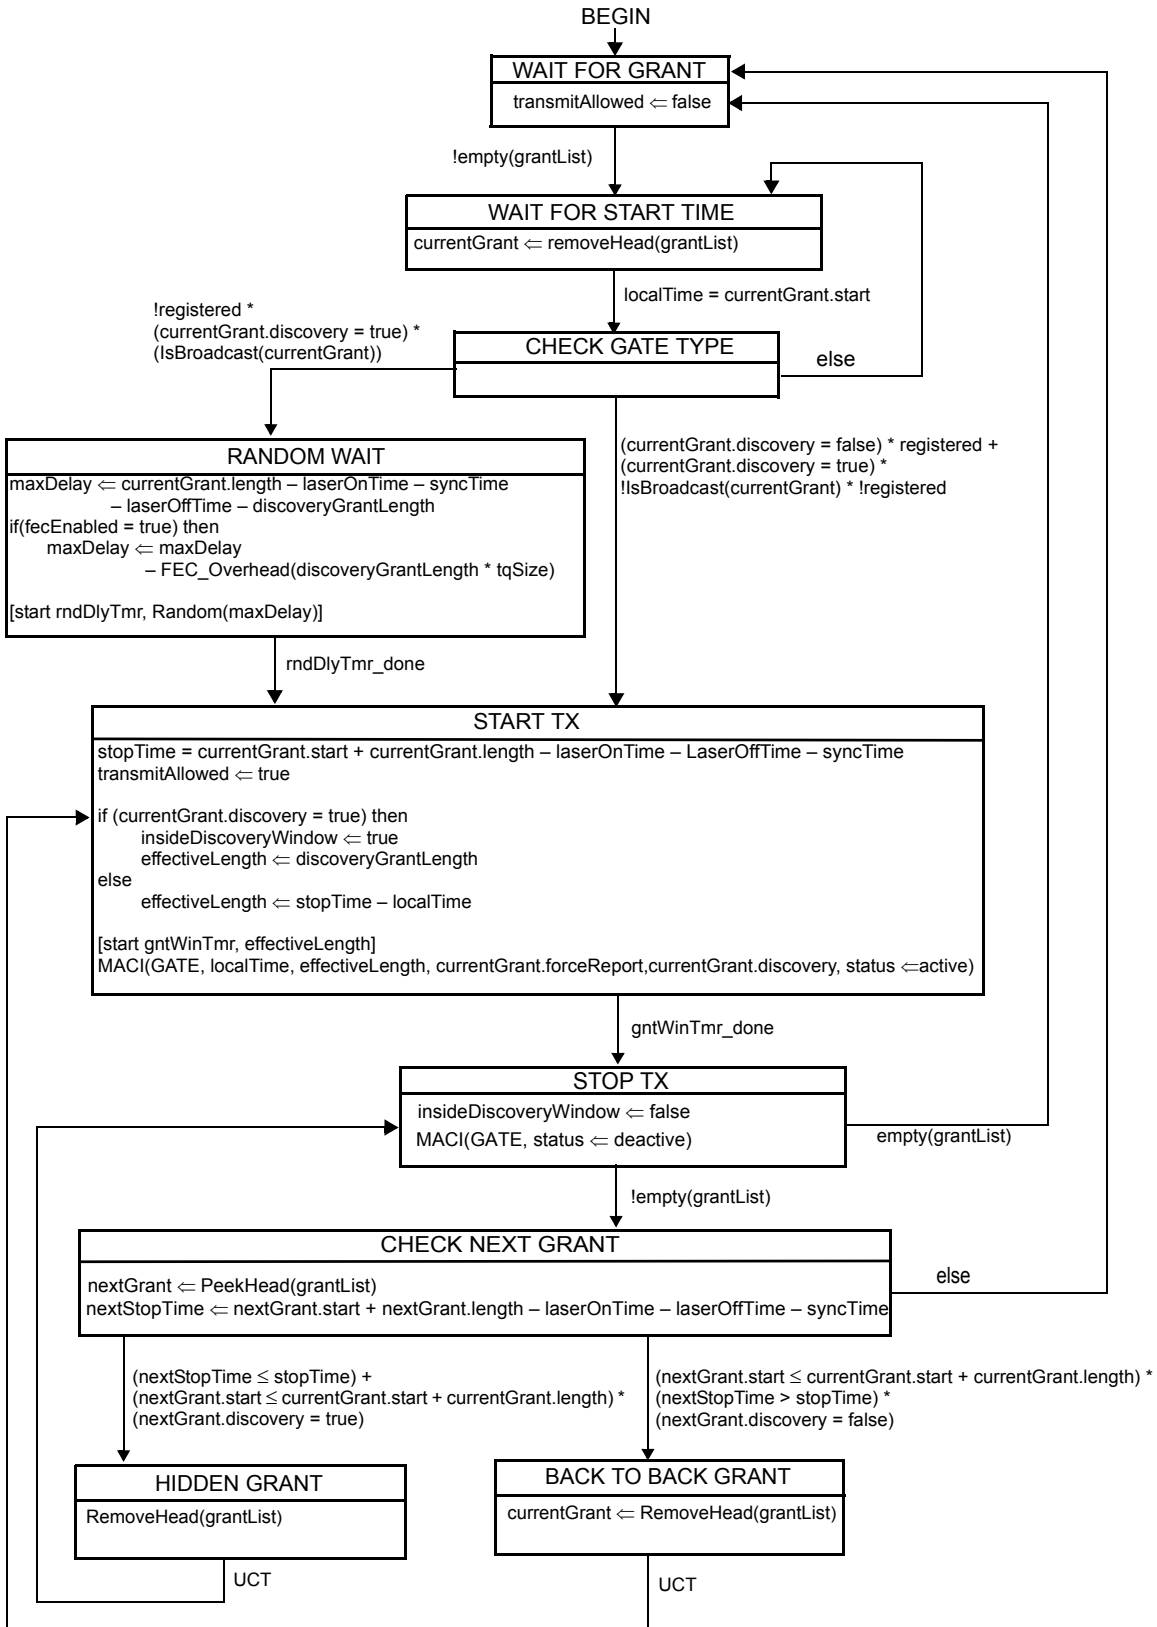 BEGIN
WAIT FOR GRANT
transmitAllowed ⇐ false
!empty(grantList)
WAIT FOR START TIME
currentGrant ⇐ removeHead(grantList)
localTime = currentGrant.start
!registered *
(currentGrant.discovery = true) *
(IsBroadcast(currentGrant))
CHECK GATE TYPE
else
RANDOM WAIT
maxDelay ⇐ currentGrant.length – laserOnTime – syncTime
– laserOffTime – discoveryGrantLength
if(fecEnabled = true) then
maxDelay ⇐ maxDelay
– FEC_Overhead(discoveryGrantLength * tqSize)
[start rndDlyTmr, Random(maxDelay)]
(currentGrant.discovery = false) * registered +
(currentGrant.discovery = true) *
!IsBroadcast(currentGrant) * !registered
rndDlyTmr_done
START TX
stopTime = currentGrant.start + currentGrant.length – laserOnTime – LaserOffTime – syncTime
transmitAllowed ⇐ true
if (currentGrant.discovery = true) then
insideDiscoveryWindow ⇐ true
effectiveLength ⇐ discoveryGrantLength
else
effectiveLength ⇐ stopTime – localTime
[start gntWinTmr, effectiveLength]
MACI(GATE, localTime, effectiveLength, currentGrant.forceReport,currentGrant.discovery, status ⇐active)
gntWinTmr_done
STOP TX
insideDiscoveryWindow ⇐ false
MACI(GATE, status ⇐ deactive)
empty(grantList)
!empty(grantList)
CHECK NEXT GRANT
nextGrant ⇐ PeekHead(grantList)
nextStopTime ⇐ nextGrant.start + nextGrant.length – laserOnTime – laserOffTime – syncTime
else
(nextStopTime ≤ stopTime) +
(nextGrant.start ≤ currentGrant.start + currentGrant.length) *
(nextGrant.discovery = true)
(nextGrant.start ≤ currentGrant.start + currentGrant.length) *
(nextStopTime > stopTime) *
(nextGrant.discovery = false)
HIDDEN GRANT
RemoveHead(grantList)
UCT
BACK TO BACK GRANT
currentGrant ⇐ RemoveHead(grantList)
UCT